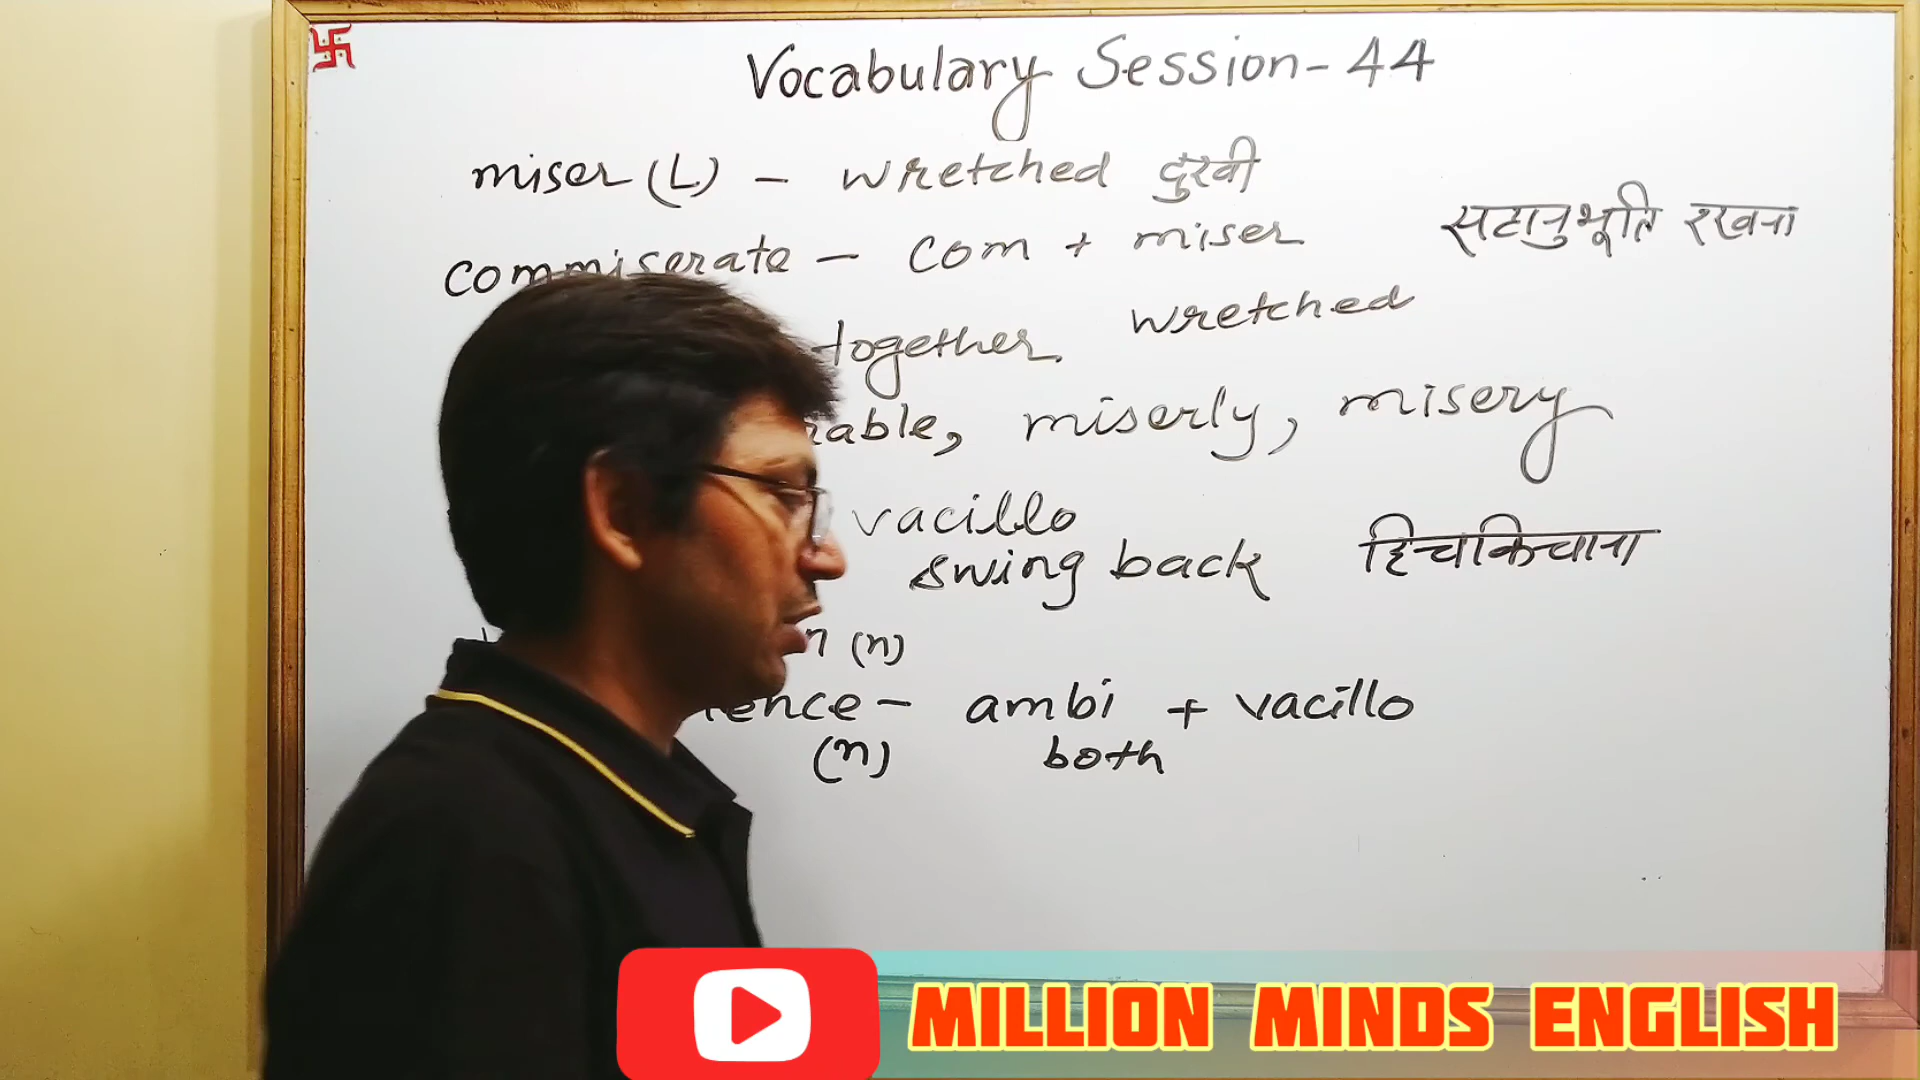 Vocabulary Session-44
miser (L) - wretched दुखी
commiserate - com + miser सहानुभूति रखना
together wretched
able, miserly, misery
vacillo
swing back हिचकिचाना
n (n)
ence - ambi + vacillo
(n) both
MILLION MINDS ENGLISH